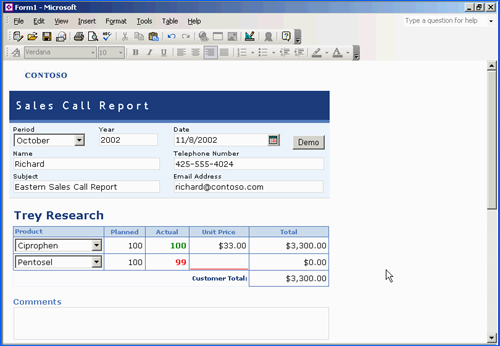 Form1 - Microsoft
File Edit View Insert Format Tools Table Help Type a question for help
Verdana 10 B I U
CONTOSO
Sales Call Report
Period Year Date
October 2002 11/8/2002 Demo
Name Telephone Number
Richard 425-555-4024
Subject Email Address
Eastern Sales Call Report richard@contoso.com
Trey Research
Product Planned Actual Unit Price Total
Ciprophen 100 100 $33.00 $3,300.00
Pentosel 100 99 $0.00
Customer Total: $3,300.00
Comments